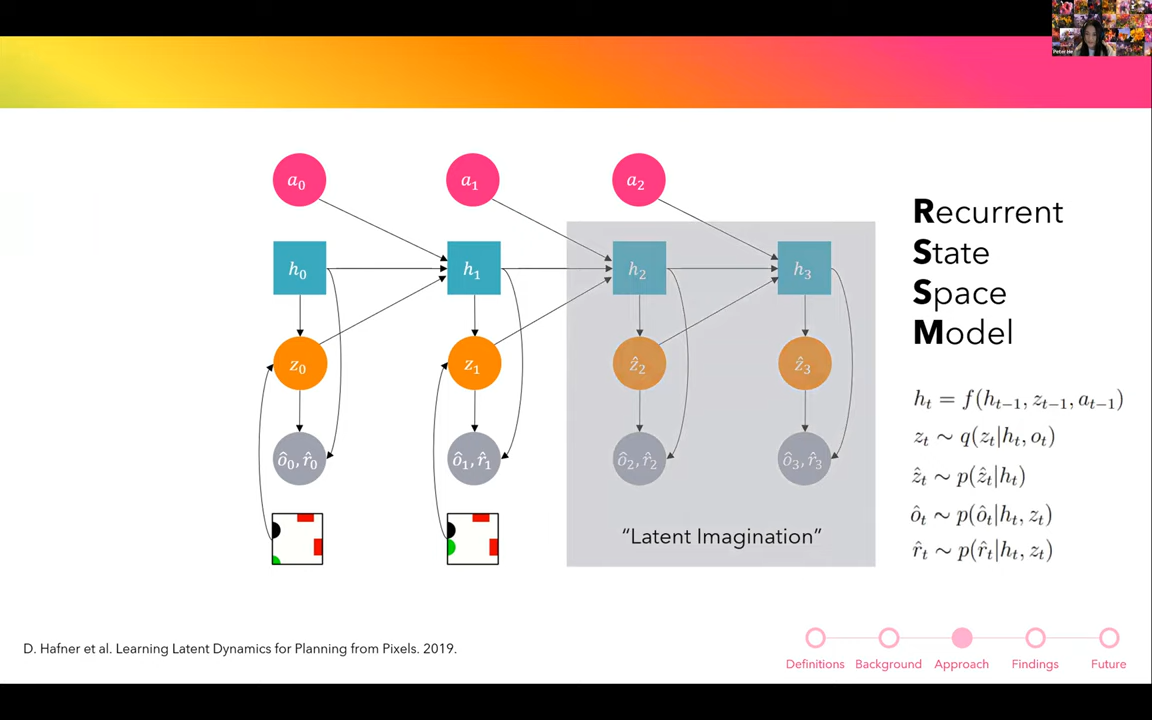 Peter He
a₀ a₁ a₂
h₀ h₁ h₂ h₃
z₀ z₁ ẑ₂ ẑ₃
ô₀, r̂₀ ô₁, r̂₁ ô₂, r̂₂ ô₃, r̂₃
“Latent Imagination”
Recurrent
State
Space
Model
hₜ = f(hₜ₋₁, zₜ₋₁, aₜ₋₁)
zₜ ∼ q(zₜ|hₜ, oₜ)
ẑₜ ∼ p(ẑₜ|hₜ)
ôₜ ∼ p(ôₜ|hₜ, zₜ)
r̂ₜ ∼ p(r̂ₜ|hₜ, zₜ)
D. Hafner et al. Learning Latent Dynamics for Planning from Pixels. 2019.
Definitions Background Approach Findings Future